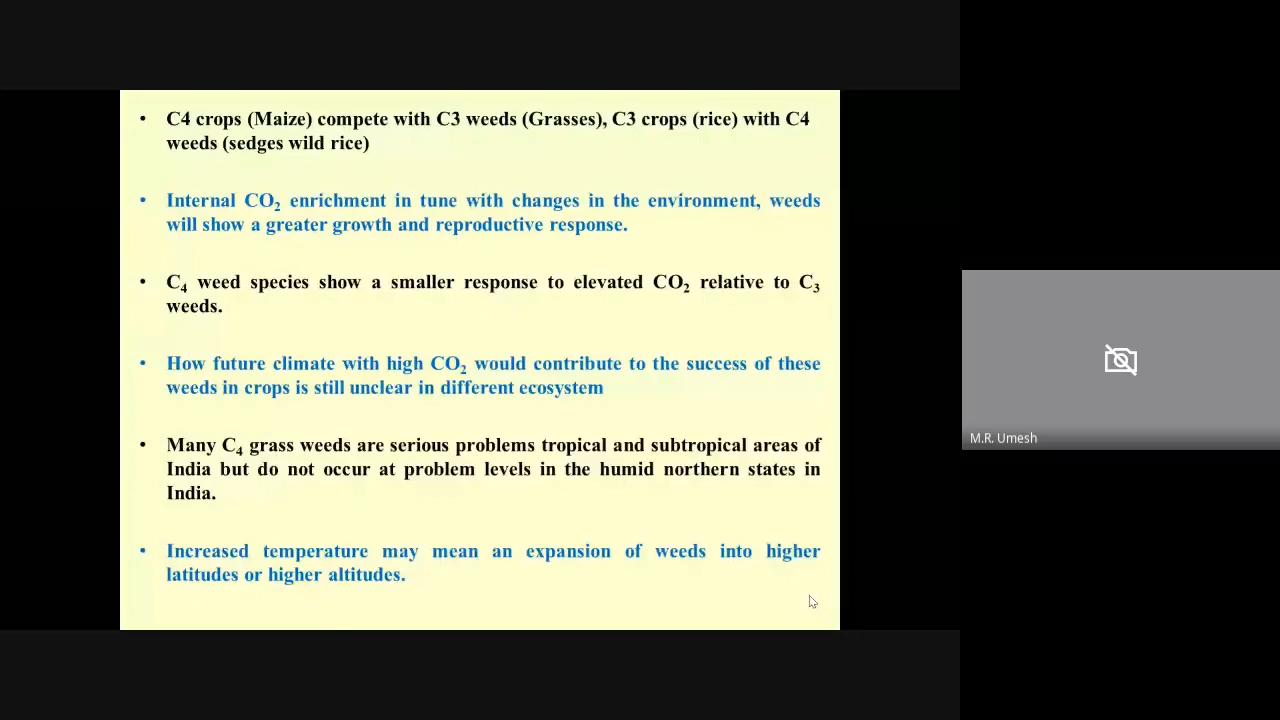 • C4 crops (Maize) compete with C3 weeds (Grasses), C3 crops (rice) with C4
weeds (sedges wild rice)
• Internal CO₂ enrichment in tune with changes in the environment, weeds
will show a greater growth and reproductive response.
• C₄ weed species show a smaller response to elevated CO₂ relative to C₃
weeds.
• How future climate with high CO₂ would contribute to the success of these
weeds in crops is still unclear in different ecosystem
• Many C₄ grass weeds are serious problems tropical and subtropical areas of
India but do not occur at problem levels in the humid northern states in
India.
• Increased temperature may mean an expansion of weeds into higher
latitudes or higher altitudes.
M.R. Umesh